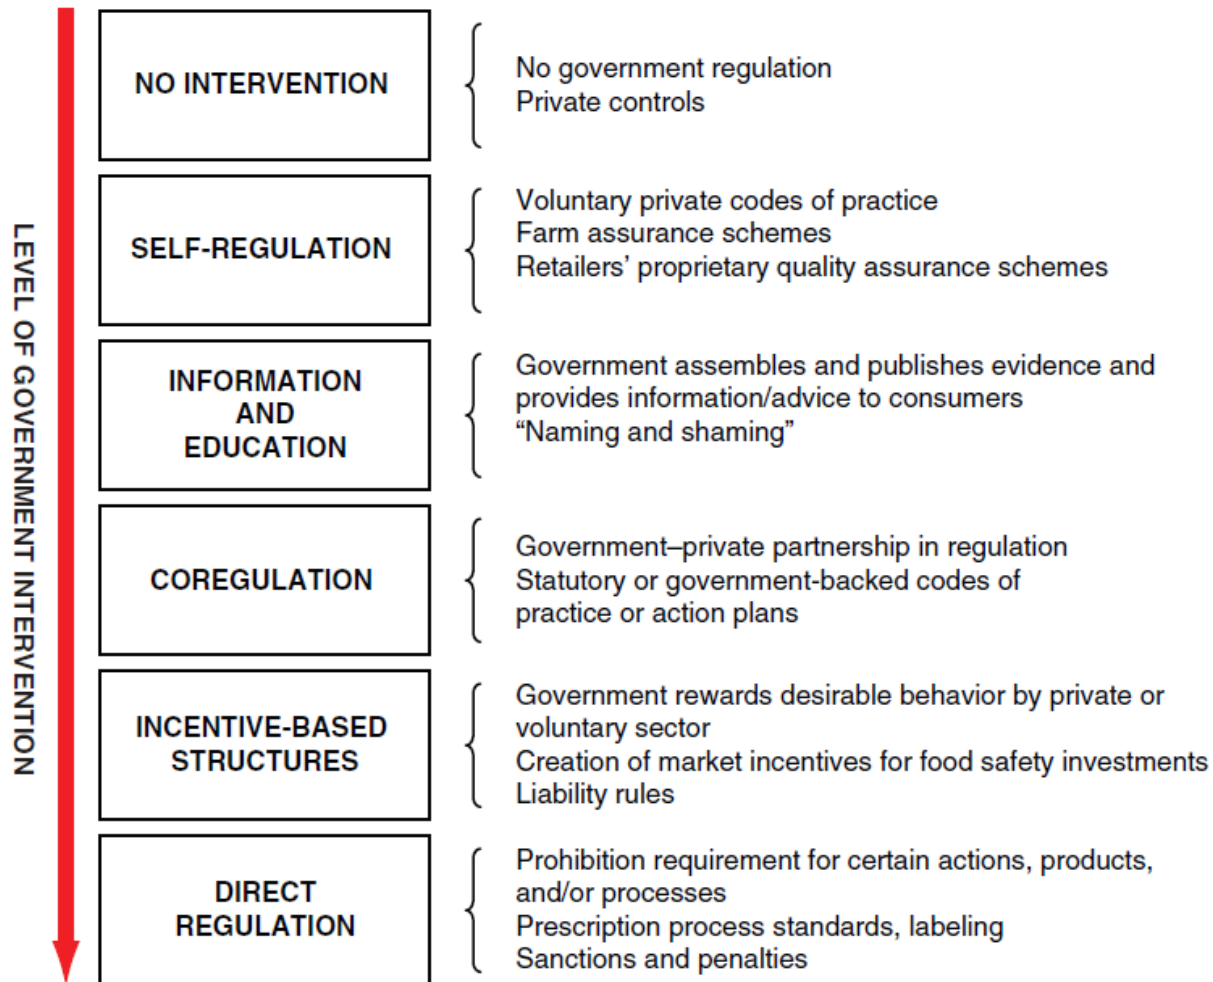 LEVEL OF GOVERNMENT INTERVENTION
NO INTERVENTION
No government regulation
Private controls
SELF-REGULATION
Voluntary private codes of practice
Farm assurance schemes
Retailers’ proprietary quality assurance schemes
INFORMATION
AND
EDUCATION
Government assembles and publishes evidence and
provides information/advice to consumers
“Naming and shaming”
COREGULATION
Government–private partnership in regulation
Statutory or government-backed codes of
practice or action plans
INCENTIVE-BASED
STRUCTURES
Government rewards desirable behavior by private or
voluntary sector
Creation of market incentives for food safety investments
Liability rules
DIRECT
REGULATION
Prohibition requirement for certain actions, products,
and/or processes
Prescription process standards, labeling
Sanctions and penalties